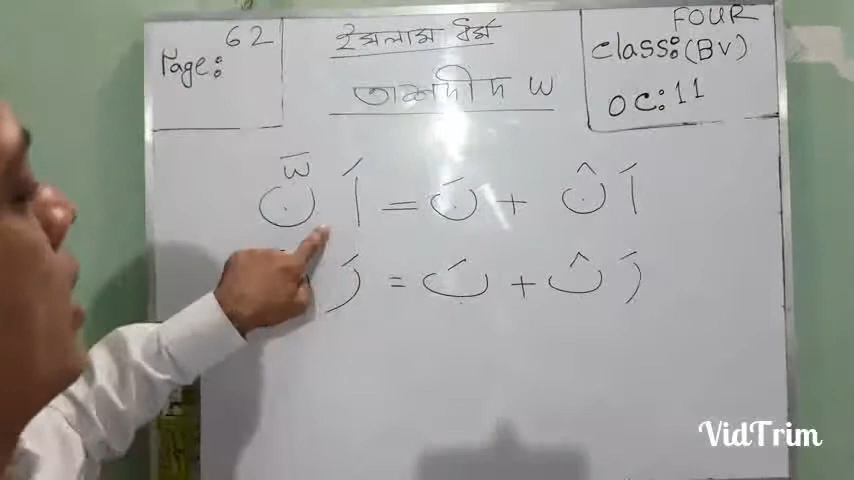 Page: 62
ইসলাম ধর্ম
তাশদীদ ّ
FOUR
class: (BV)
OC: 11
اَ نَّ = اَ نْ + نَ
رَ = رَ بْ + بَ
VidTrim